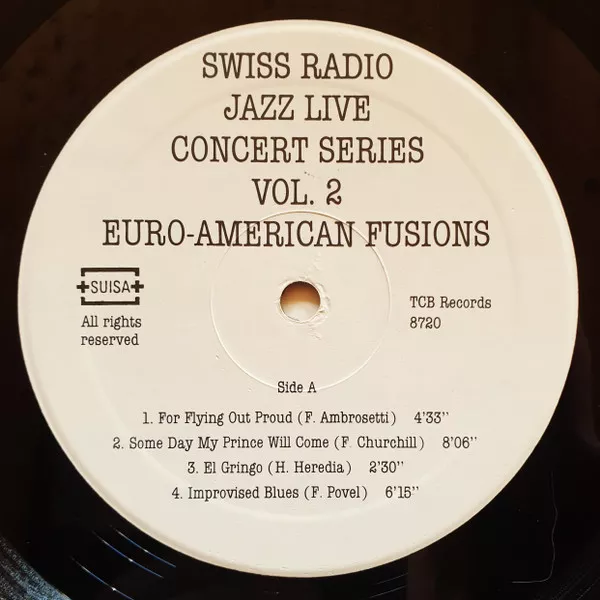 SWISS RADIO
JAZZ LIVE
CONCERT SERIES
VOL. 2
EURO-AMERICAN FUSIONS
SUISA
All rights
reserved
TCB Records
8720
Side A
1. For Flying Out Proud (F. Ambrosetti) 4'33''
2. Some Day My Prince Will Come (F. Churchill) 8'06''
3. El Gringo (H. Heredia) 2'30''
4. Improvised Blues (F. Povel) 6'15''